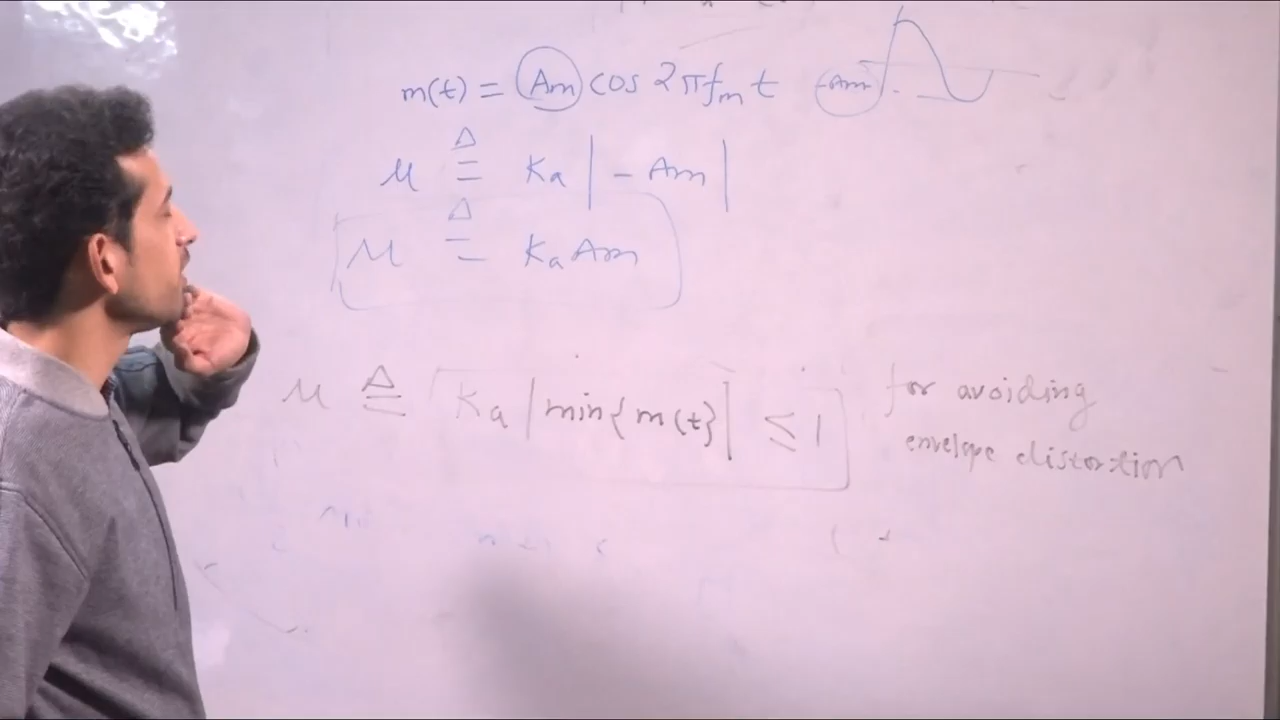 m(t) = Am cos 2πfm t -Am
μ ≜ Ka | - Am |
μ ≜ Ka Am
μ ≜ Ka |min{m(t)}| ≤ 1 for avoiding
envelope distortion